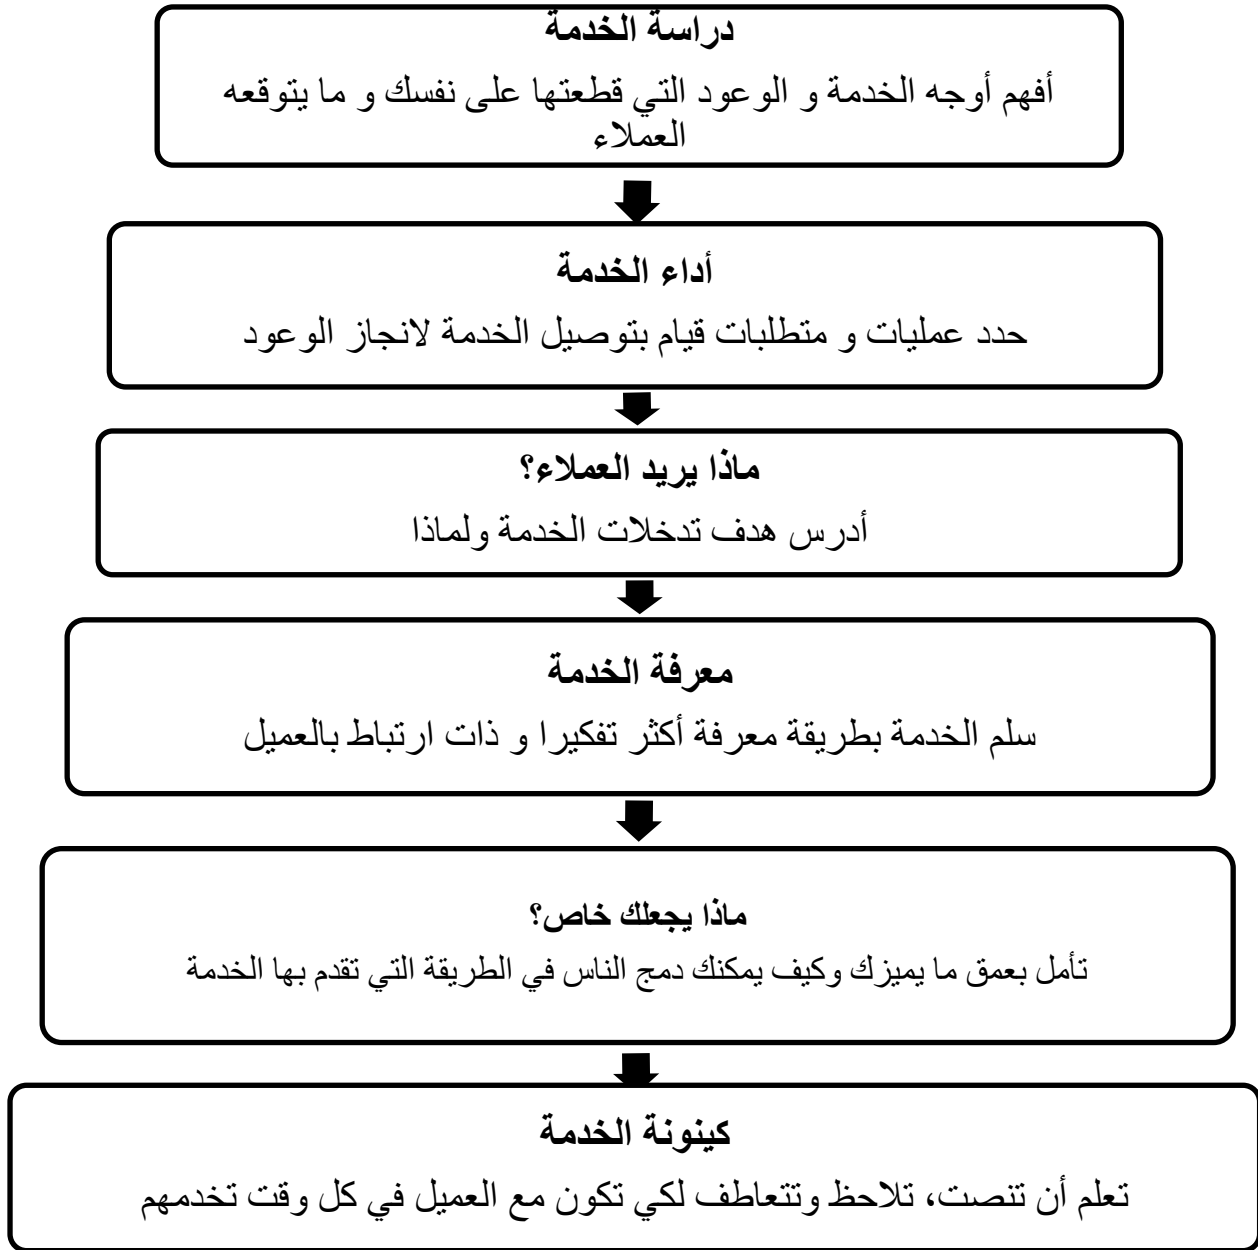 دراسة الخدمة
أفهم أوجه الخدمة و الوعود التي قطعتها على نفسك و ما يتوقعه
العملاء
أداء الخدمة
حدد عمليات و متطلبات قيام بتوصيل الخدمة لانجاز الوعود
ماذا يريد العملاء؟
أدرس هدف تدخلات الخدمة ولماذا
معرفة الخدمة
سلم الخدمة بطريقة معرفة أكثر تفكيرا و ذات ارتباط بالعميل
ماذا يجعلك خاص؟
تأمل بعمق ما يميزك وكيف يمكنك دمج الناس في الطريقة التي تقدم بها الخدمة
كينونة الخدمة
تعلم أن تنصت، تلاحظ وتتعاطف لكي تكون مع العميل في كل وقت تخدمهم